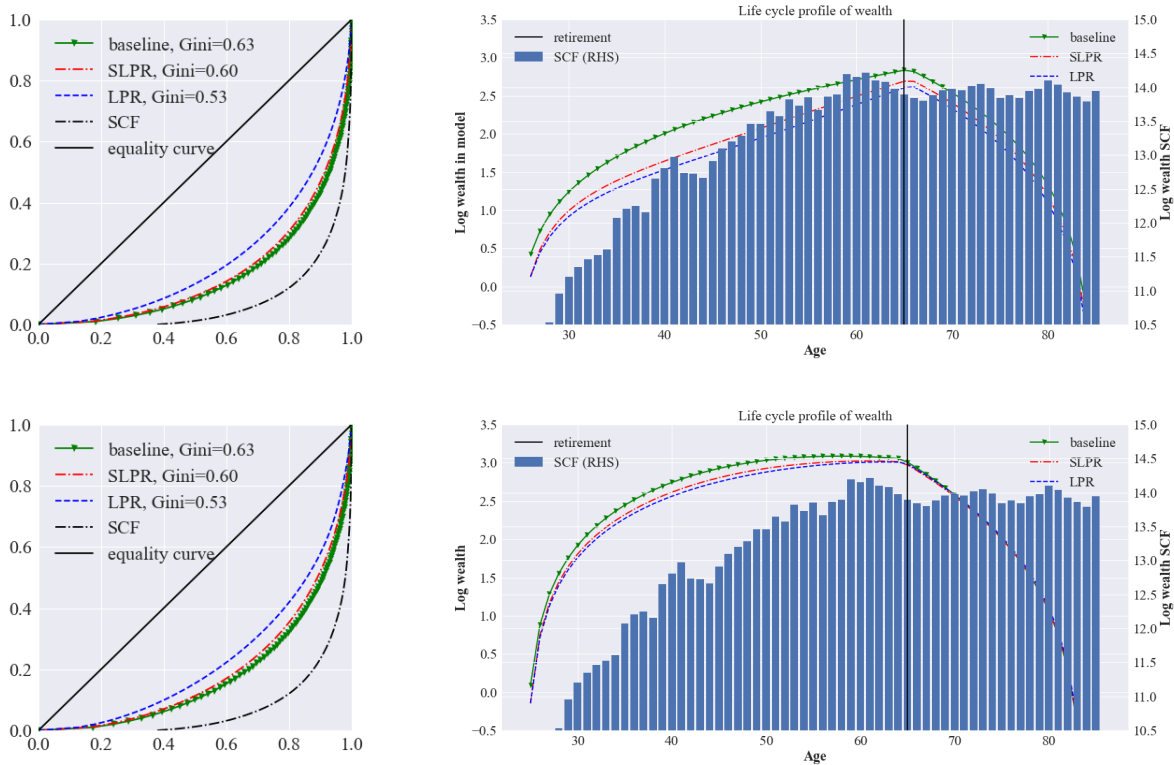 1.0
0.8
0.6
0.4
0.2
0.0
baseline, Gini=0.63
SLPR, Gini=0.60
LPR, Gini=0.53
SCF
equality curve
0.0 0.2 0.4 0.6 0.8 1.0
Life cycle profile of wealth
3.5
3.0
2.5
2.0
1.5
1.0
0.5
0.0
−0.5
Log wealth in model
retirement
SCF (RHS)
baseline
SLPR
LPR
15.0
14.5
14.0
13.5
13.0
12.5
12.0
11.5
11.0
10.5
Log wealth SCF
30 40 50 60 70 80
Age
1.0
0.8
0.6
0.4
0.2
0.0
baseline, Gini=0.63
SLPR, Gini=0.60
LPR, Gini=0.53
SCF
equality curve
0.0 0.2 0.4 0.6 0.8 1.0
Life cycle profile of wealth
3.5
3.0
2.5
2.0
1.5
1.0
0.5
0.0
−0.5
Log wealth
retirement
SCF (RHS)
baseline
SLPR
LPR
15.0
14.5
14.0
13.5
13.0
12.5
12.0
11.5
11.0
10.5
Log wealth SCF
30 40 50 60 70 80
Age